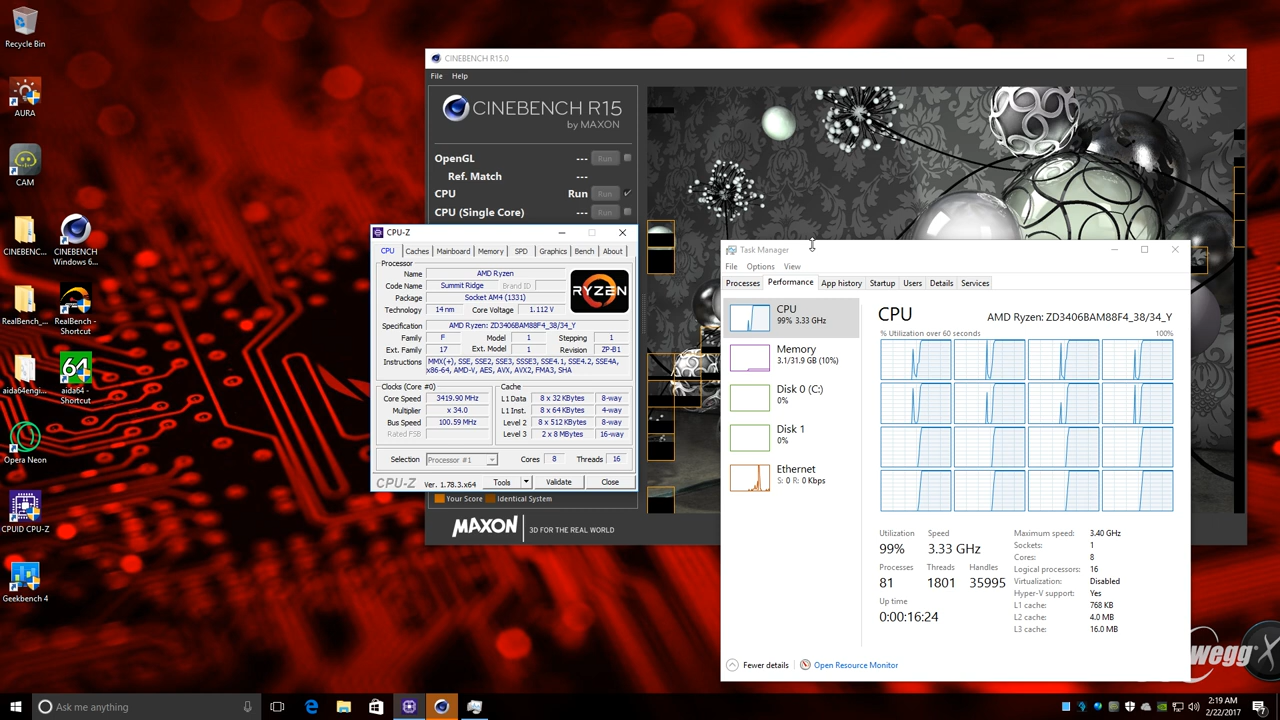 Recycle Bin
AURA
CAM
CINEBENC...
CINEBENCH
Windows 6...
RealBench_...
RealBench -
Shortcut
aida64engi...
64
aida64 -
Shortcut
Opera Neon
CPUID CPU-Z
Geekbench 4
CINEBENCH R15.0
File Help
CINEBENCH R15
by MAXON
OpenGL --- Run
Ref. Match ---
CPU Run Run
CPU (Single Core) --- Run
Your Score Identical System
MAXON 3D FOR THE REAL WORLD
CPU-Z
CPU Caches Mainboard Memory SPD Graphics Bench About
Processor
Name AMD Ryzen
Code Name Summit Ridge Brand ID
Package Socket AM4 (1331)
Technology 14 nm Core Voltage 1.112 V
RYZEN
Specification AMD Ryzen: ZD3406BAM88F4_38/34_Y
Family F Model 1 Stepping 1
Ext. Family 17 Ext. Model 1 Revision ZP-B1
Instructions MMX(+), SSE, SSE2, SSE3, SSSE3, SSE4.1, SSE4.2, SSE4A,
x86-64, AMD-V, AES, AVX, AVX2, FMA3, SHA
Clocks (Core #0)
Core Speed 3419.90 MHz
Multiplier x 34.0
Bus Speed 100.59 MHz
Rated FSB
Cache
L1 Data 8 x 32 KBytes 8-way
L1 Inst. 8 x 64 KBytes 4-way
Level 2 8 x 512 KBytes 8-way
Level 3 2 x 8 MBytes 16-way
Selection Processor #1 Cores 8 Threads 16
CPU-Z Ver. 1.78.3.x64 Tools Validate Close
Task Manager
File Options View
Processes Performance App history Startup Users Details Services
CPU
99% 3.33 GHz
Memory
3.1/31.9 GB (10%)
Disk 0 (C:)
0%
Disk 1
0%
Ethernet
S: 0 R: 0 Kbps
CPU AMD Ryzen: ZD3406BAM88F4_38/34_Y
% Utilization over 60 seconds 100%
Utilization Speed
99% 3.33 GHz
Processes Threads Handles
81 1801 35995
Up time
0:00:16:24
Maximum speed: 3.40 GHz
Sockets: 1
Cores: 8
Logical processors: 16
Virtualization: Disabled
Hyper-V support: Yes
L1 cache: 768 KB
L2 cache: 4.0 MB
L3 cache: 16.0 MB
Fewer details Open Resource Monitor
wegg X
Ask me anything
2:19 AM
2/22/2017